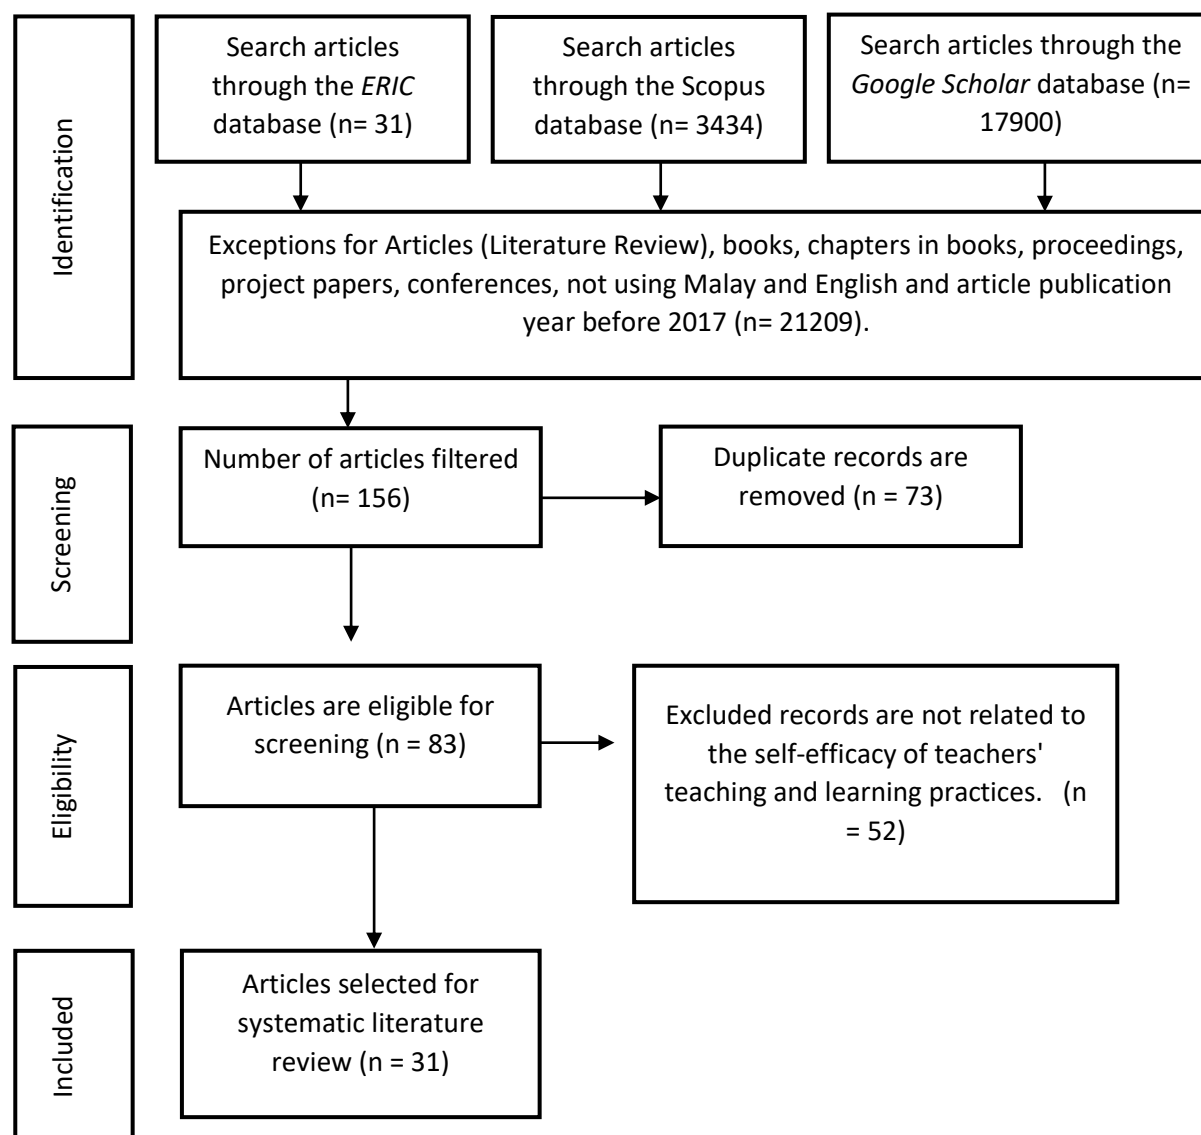 Identification
Search articles
through the ERIC
database (n= 31)
Search articles
through the Scopus
database (n= 3434)
Search articles through the
Google Scholar database (n=
17900)
Exceptions for Articles (Literature Review), books, chapters in books, proceedings,
project papers, conferences, not using Malay and English and article publication
year before 2017 (n= 21209).
Screening
Number of articles filtered
(n= 156)
Duplicate records are
removed (n = 73)
Eligibility
Articles are eligible for
screening (n = 83)
Excluded records are not related to
the self-efficacy of teachers'
teaching and learning practices. (n
= 52)
Included
Articles selected for
systematic literature
review (n = 31)